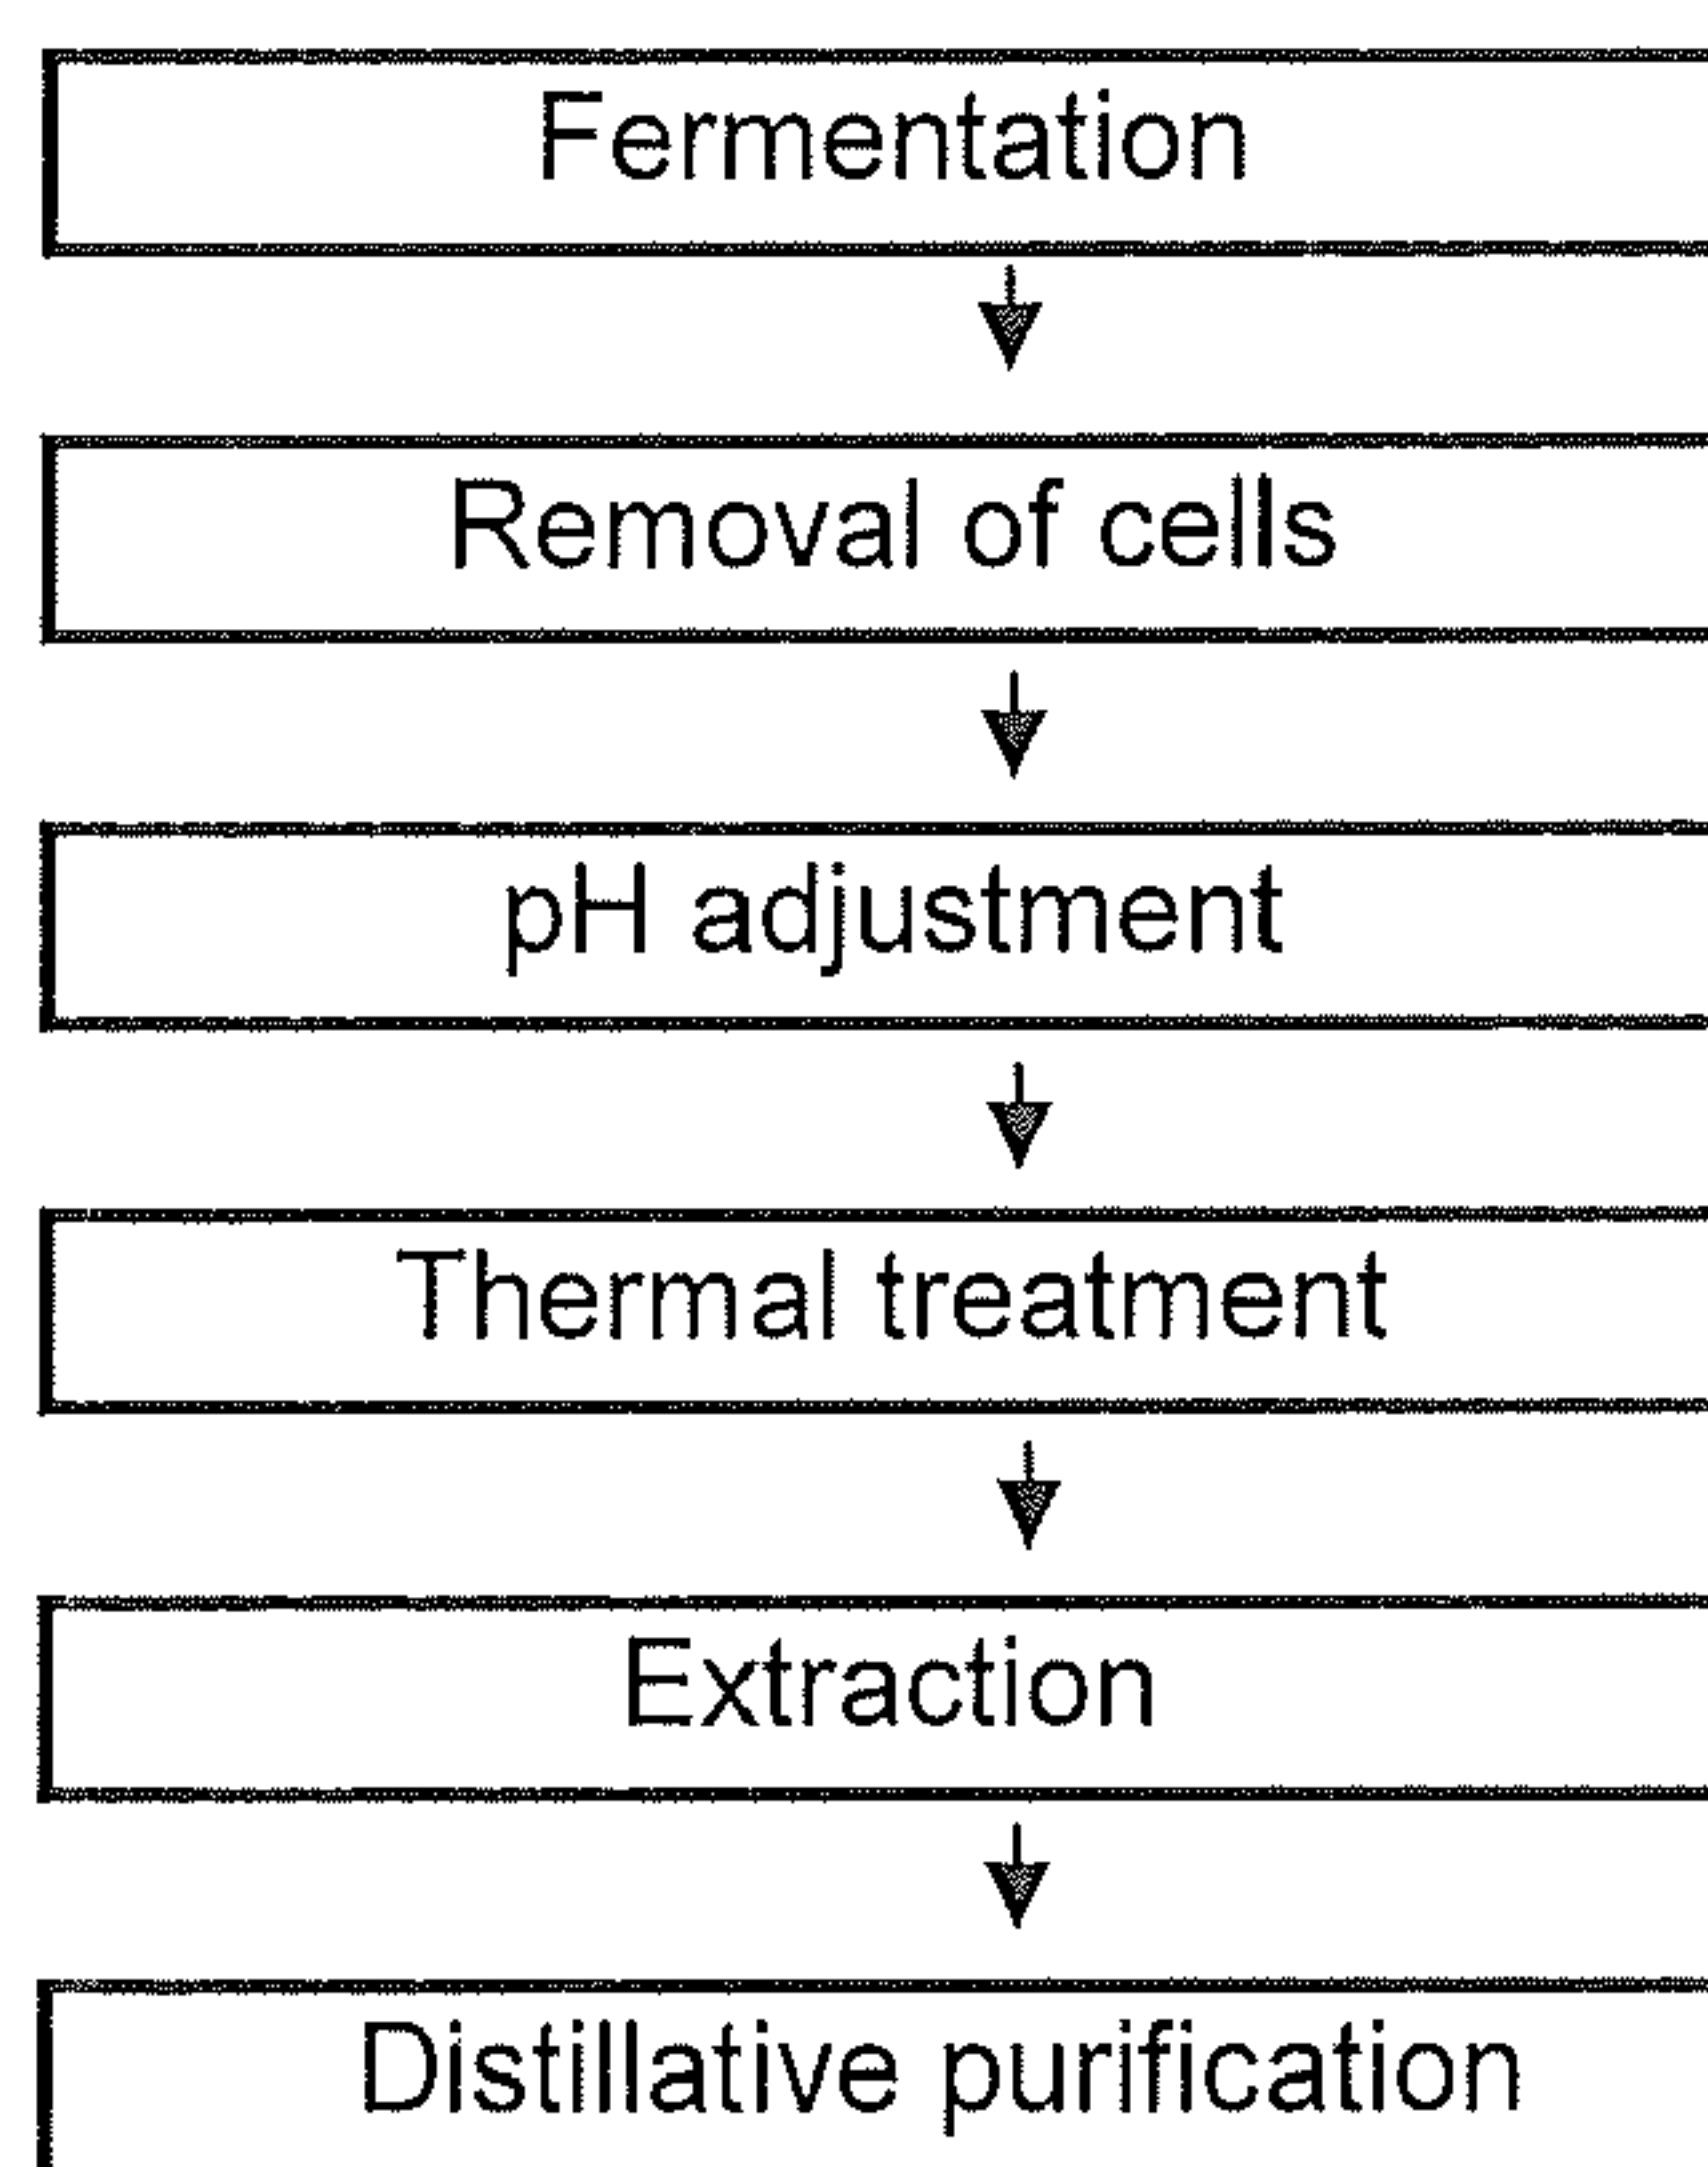 Fermentation
Removal of cells
pH adjustment
Thermal treatment
Extraction
Distillative purification